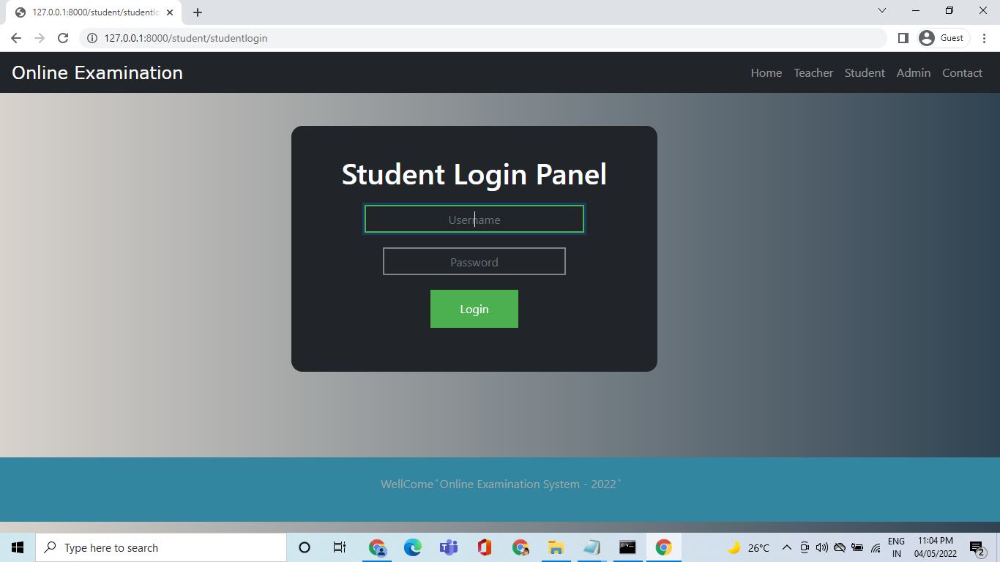 127.0.0.1:8000/student/studentlo
127.0.0.1:8000/student/studentlogin
Guest
Online Examination
Home Teacher Student Admin Contact
Student Login Panel
Username
Password
Login
WellCome "Online Examination System - 2022"
Type here to search
26°C
ENG
IN
11:04 PM
04/05/2022
2